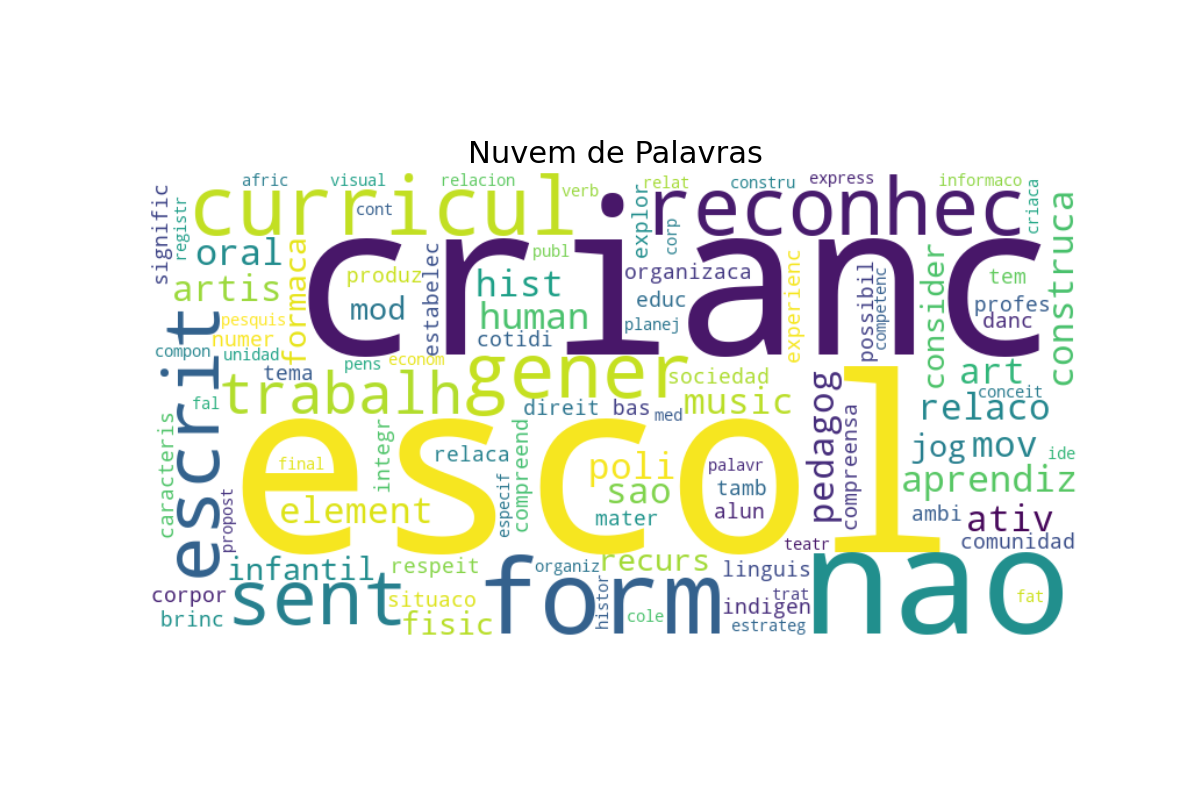 Nuvem de Palavras
afric
visual
relacion
verb
relat
constru
express
informaco
signific
registr
curricul
cont
explor
corp
reconhec
criaca
construca
oral
artis
formaca
produz
mod
estabelec
crianc
publ
hist
human
cotidi
organizaca
educ
planej
experienc
possibil
competenc
consider
tem
profes
danc
pesquis
numer
compon
unidad
tema
pens
econom
escrit
fal
trabalh
gener
sociedad
music
direit
bas
med
pedagog
art
conceit
relaco
caracteris
final
integr
escol
relaca
compreend
especif
poli
sao
mater
palavr
tamb
alun
compreensa
jog
mov
ide
aprendiz
propost
element
ambi
ativ
comunidad
infantil
respeit
organiz
recurs
teatr
linguis
nao
corpor
brinc
sent
situaco
fisic
form
histor
cole
indigen
trat
estrateg
fat